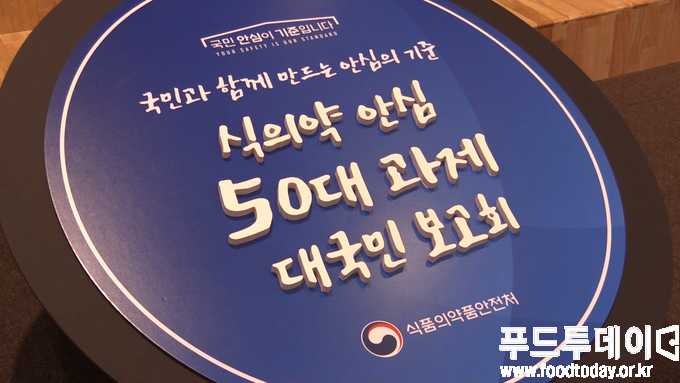 국민 안심이 기준입니다
YOUR SAFETY IS OUR STANDARD
국민과 함께 만드는 안심의 기준
식의약 안심
50대 과제
대국민 보고회
식품의약품안전처
푸드투데이
www.foodtoday.or.kr